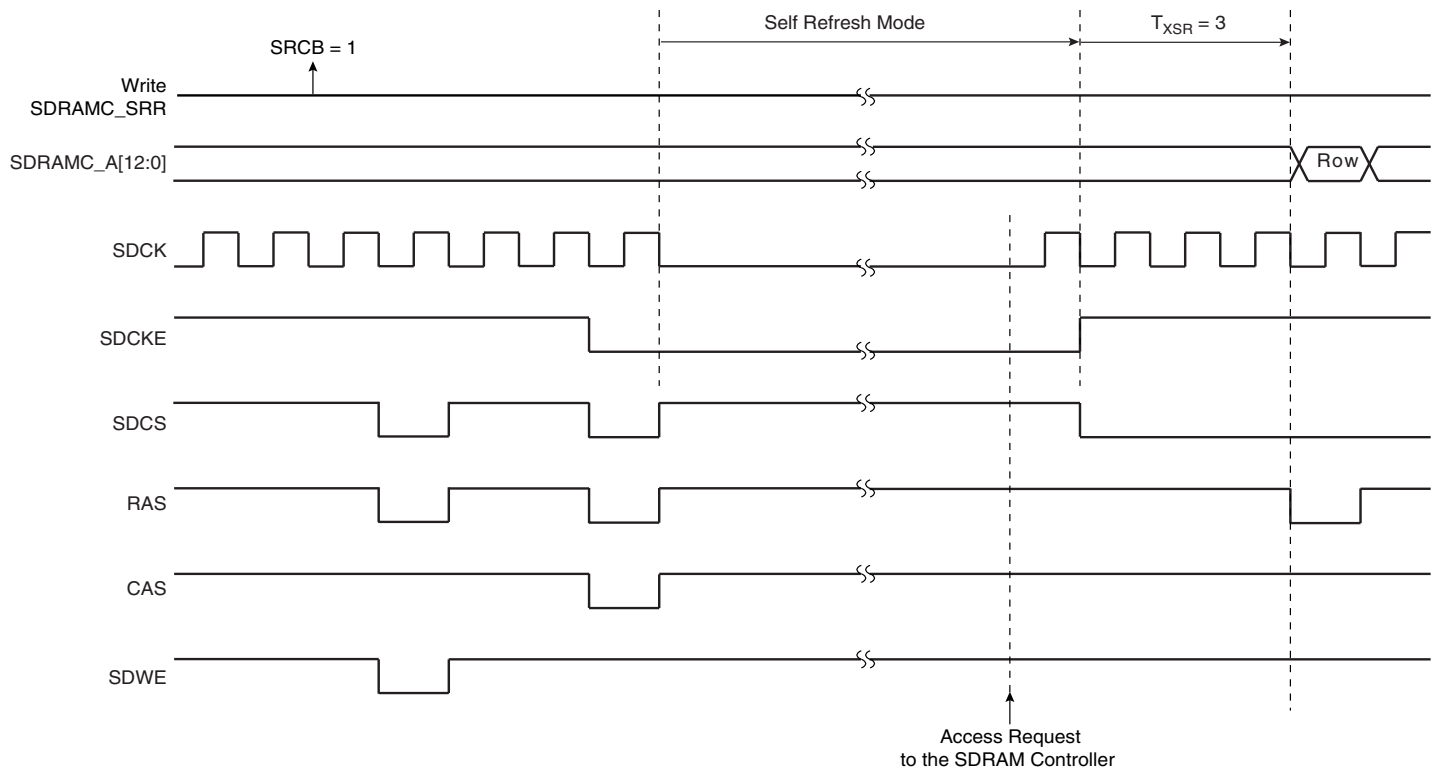 Self Refresh Mode
TXSR = 3
SRCB = 1
Write
SDRAMC_SRR
SDRAMC_A[12:0]
Row
SDCK
SDCKE
SDCS
RAS
CAS
SDWE
Access Request
to the SDRAM Controller